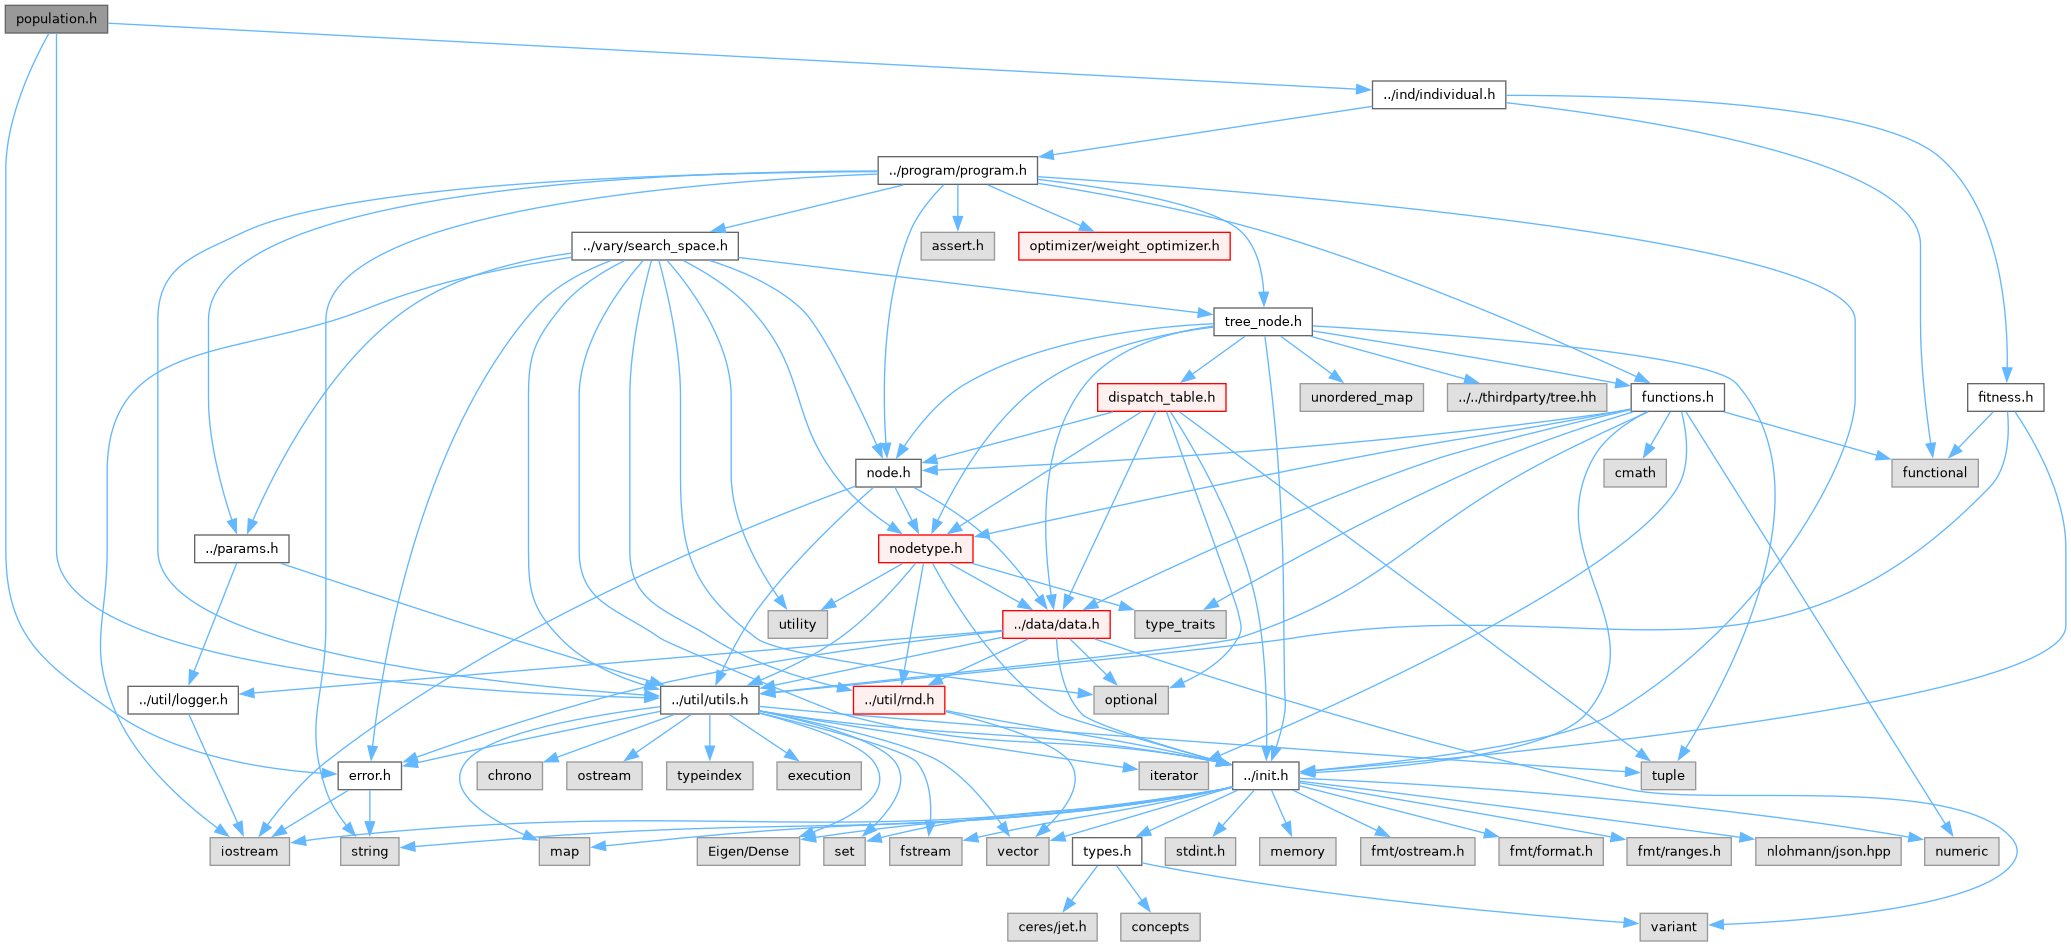 population.h
../ind/individual.h
../program/program.h
../vary/search_space.h
assert.h
optimizer/weight_optimizer.h
tree_node.h
dispatch_table.h
unordered_map
../../thirdparty/tree.hh
functions.h
fitness.h
node.h
cmath
functional
../params.h
nodetype.h
utility
../data/data.h
type_traits
../util/logger.h
../util/utils.h
../util/rnd.h
optional
error.h
chrono
ostream
typeindex
execution
iterator
../init.h
tuple
iostream
string
map
Eigen/Dense
set
fstream
vector
types.h
stdint.h
memory
fmt/ostream.h
fmt/format.h
fmt/ranges.h
nlohmann/json.hpp
numeric
ceres/jet.h
concepts
variant